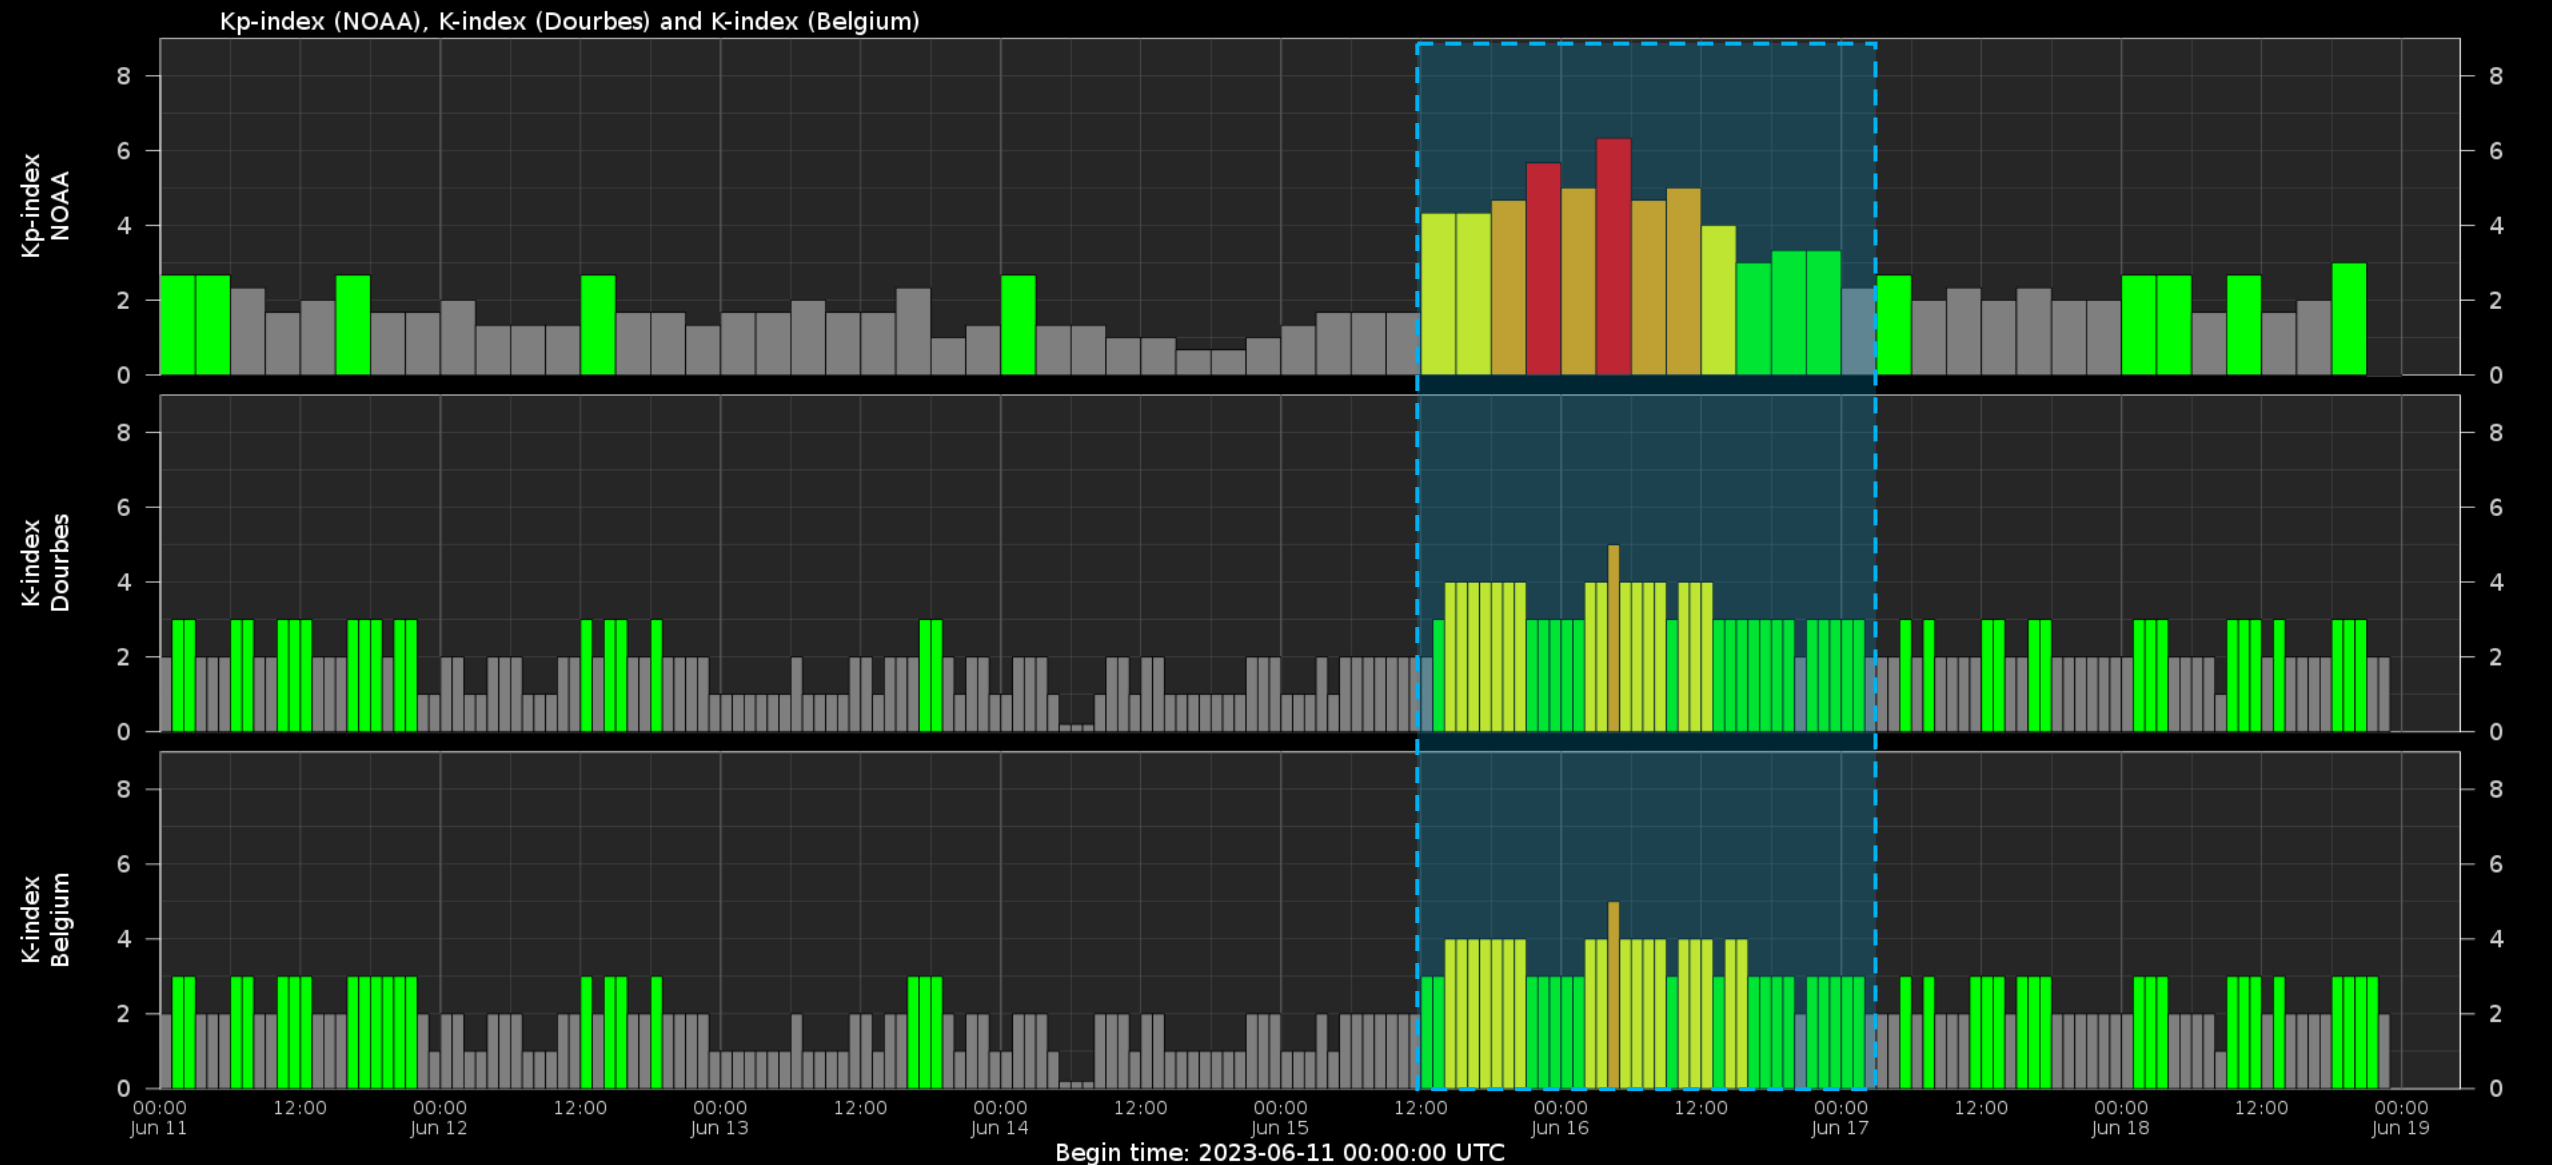 Kp-index (NOAA), K-index (Dourbes) and K-index (Belgium)
Kp-index
NOAA
8 8
6 6
4 4
2 2
0 0
K-index
Dourbes
8 8
6 6
4 4
2 2
0 0
K-index
Belgium
8 8
6 6
4 4
2 2
0 0
00:00 12:00 00:00 12:00 00:00 12:00 00:00 12:00 00:00 12:00 00:00 12:00 00:00 12:00 00:00 12:00 00:00
Jun 11 Jun 12 Jun 13 Jun 14 Jun 15 Jun 16 Jun 17 Jun 18 Jun 19
Begin time: 2023-06-11 00:00:00 UTC